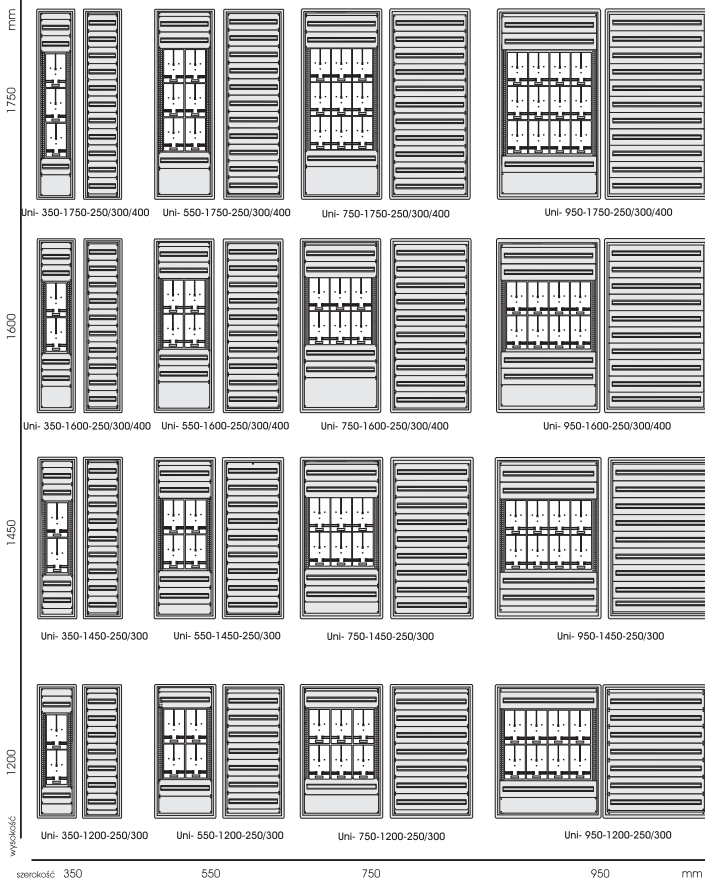 mm
1750
Uni- 350-1750-250/300/400 Uni- 550-1750-250/300/400 Uni- 750-1750-250/300/400 Uni- 950-1750-250/300/400
1600
Uni- 350-1600-250/300/400 Uni- 550-1600-250/300/400 Uni- 750-1600-250/300/400 Uni- 950-1600-250/300/400
1450
Uni- 350-1450-250/300 Uni- 550-1450-250/300 Uni- 750-1450-250/300 Uni- 950-1450-250/300
1200
Uni- 350-1200-250/300 Uni- 550-1200-250/300 Uni- 750-1200-250/300 Uni- 950-1200-250/300
wysokość
szerokość 350 550 750 950 mm